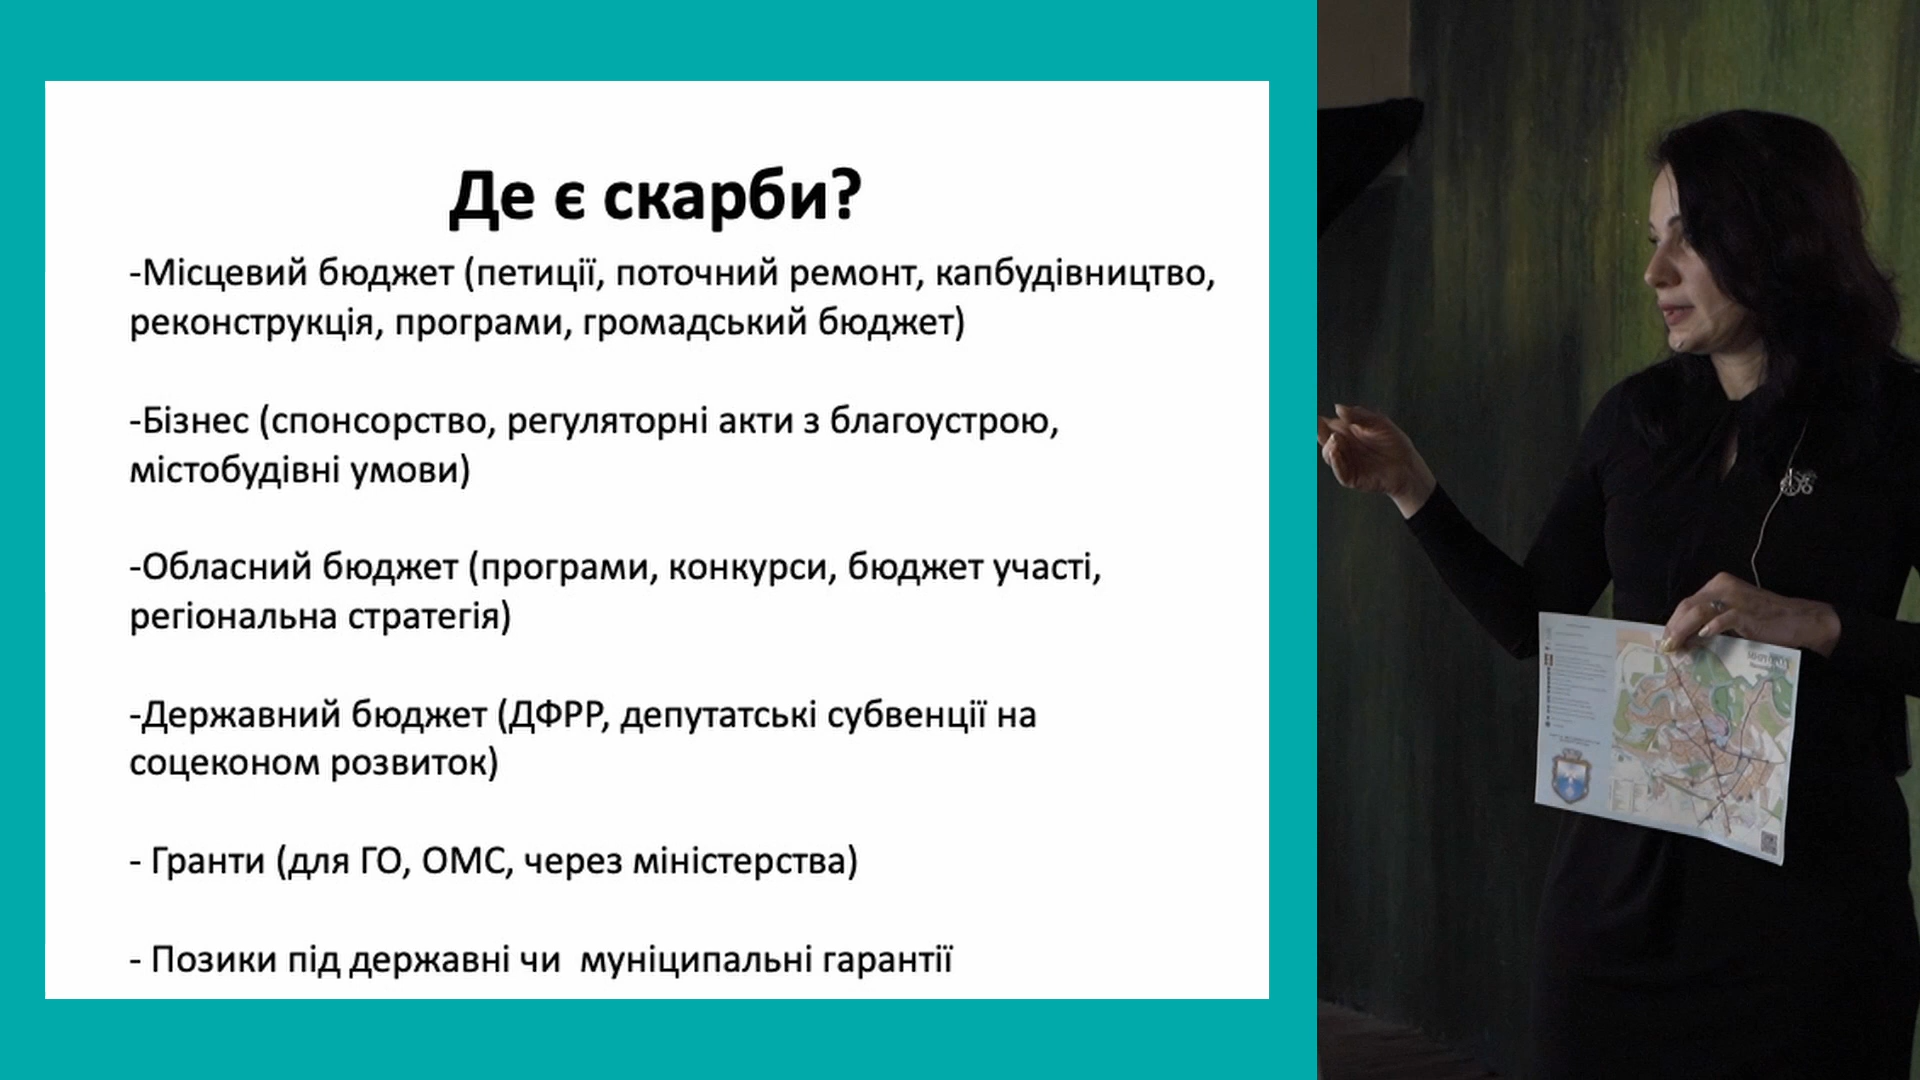 Де є скарби?
-Місцевий бюджет (петиції, поточний ремонт, капбудівництво,
реконструкція, програми, громадський бюджет)
-Бізнес (спонсорство, регуляторні акти з благоустрою,
містобудівні умови)
-Обласний бюджет (програми, конкурси, бюджет участі,
регіональна стратегія)
-Державний бюджет (ДФРР, депутатські субвенції на
соцеконом розвиток)
- Гранти (для ГО, ОМС, через міністерства)
- Позики під державні чи  муніципальні гарантії